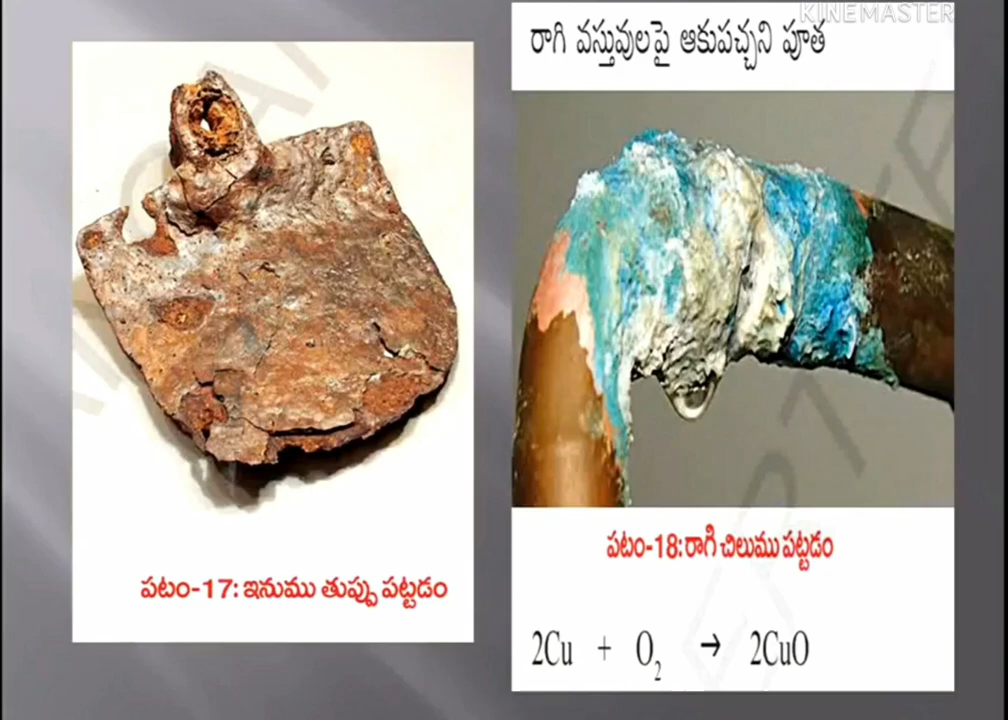 KINEMASTER
రాగి వస్తువులపై ఆకుపచ్చని పూత
పటం-17: ఇనుము తుప్పు పట్టడం
పటం-18:రాగి చిలుము పట్టడం
2Cu + O₂ → 2CuO